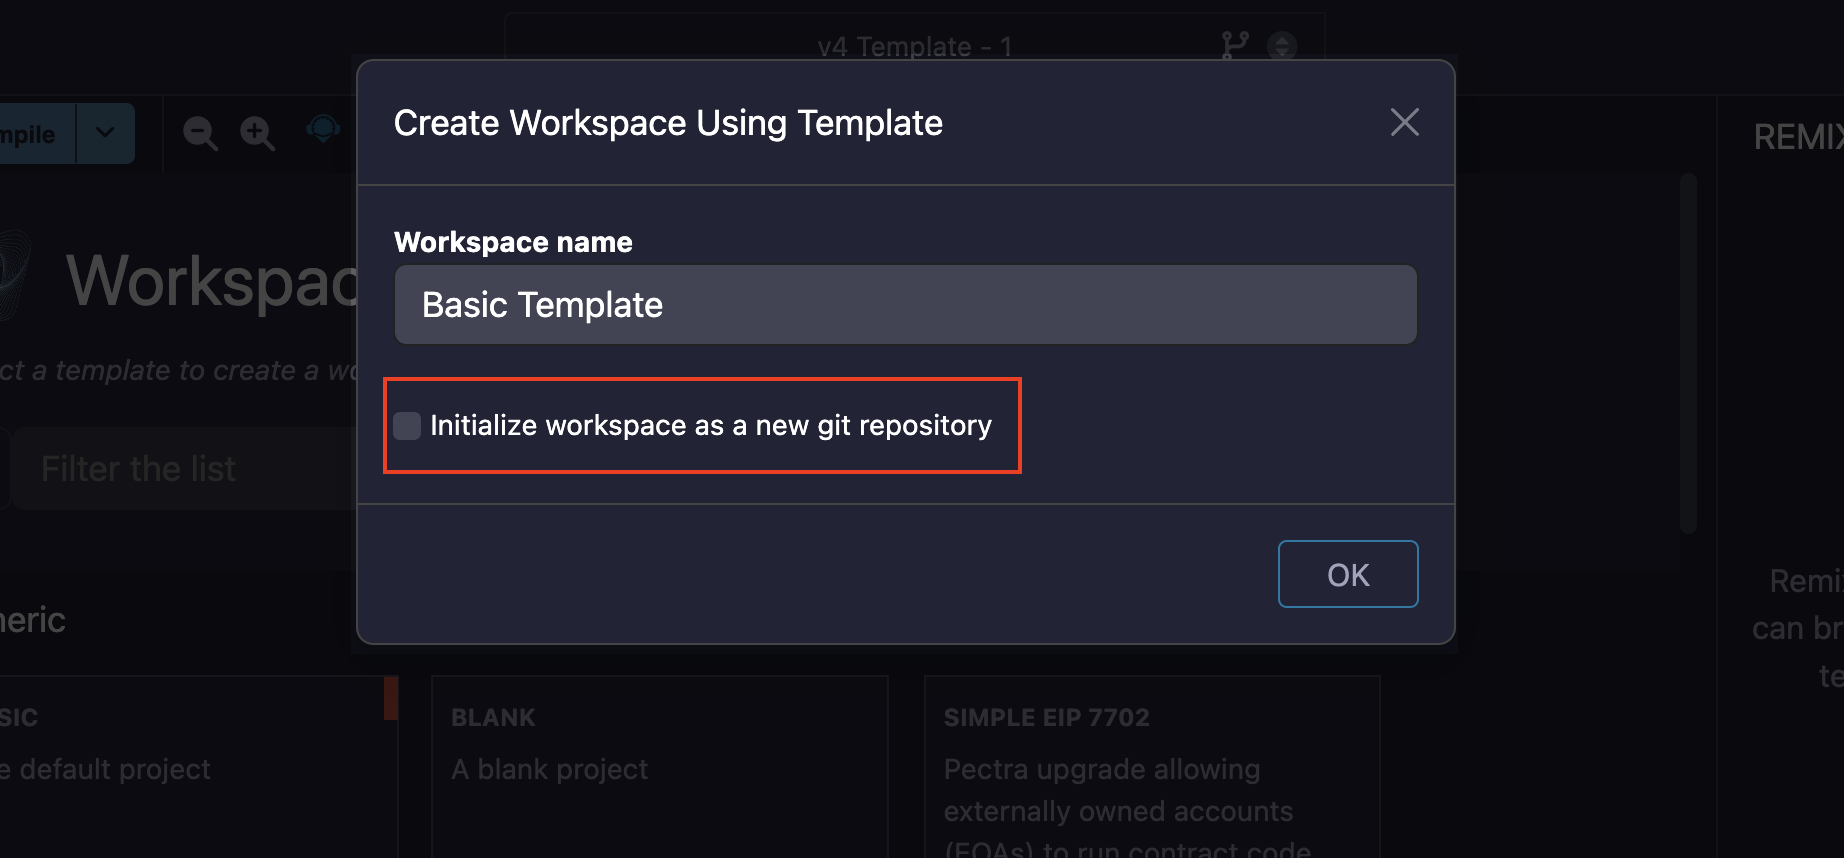 v4 Template - 1
Create Workspace Using Template
mpile
REMIX
Workspace name
Workspac
Basic Template
ct a template to create a wo
Initialize workspace as a new git repository
Filter the list
OK
Remi
can br
te
neric
SIC
e default project
BLANK
A blank project
SIMPLE EIP 7702
Pectra upgrade allowing
externally owned accounts
(EOAs) to run contract code